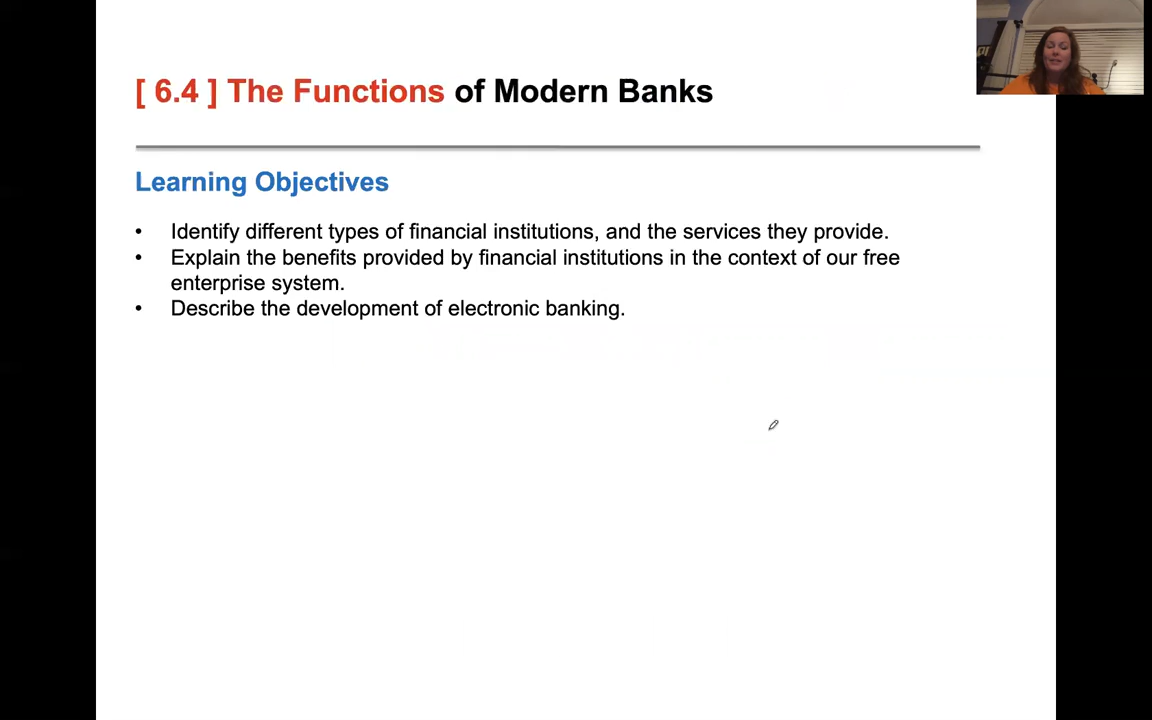 [ 6.4 ] The Functions of Modern Banks
Learning Objectives
• Identify different types of financial institutions, and the services they provide.
• Explain the benefits provided by financial institutions in the context of our free
enterprise system.
• Describe the development of electronic banking.